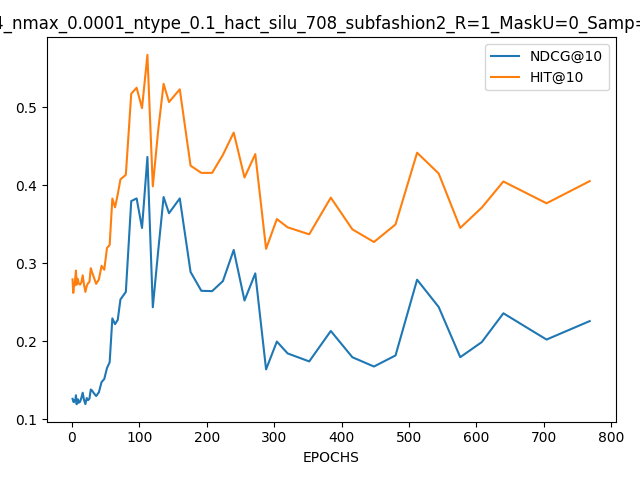 4_nmax_0.0001_ntype_0.1_hact_silu_708_subfashion2_R=1_MaskU=0_Samp=
NDCG@10
HIT@10
0.5
0.4
0.3
0.2
0.1
0 100 200 300 400 500 600 700 800
EPOCHS